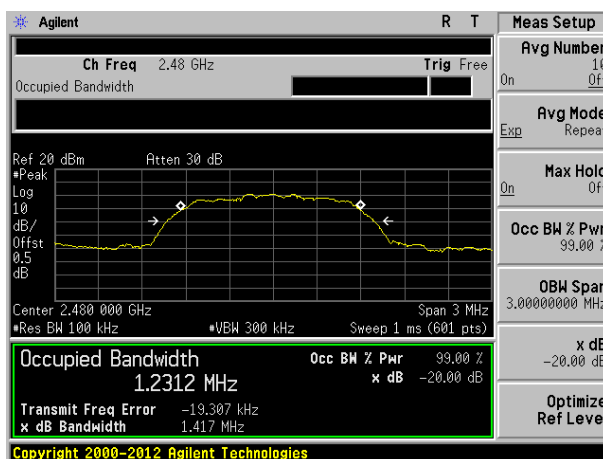 Agilent R T
Ch Freq 2.48 GHz Trig Free
Occupied Bandwidth
Ref 20 dBm Atten 30 dB
#Peak
Log
10
dB/
Offst
0.5
dB
Center 2.480 000 GHz Span 3 MHz
#Res BW 100 kHz #VBW 300 kHz Sweep 1 ms (601 pts)
Occupied Bandwidth
1.2312 MHz
Occ BW % Pwr 99.00 %
x dB -20.00 dB
Transmit Freq Error -19.307 kHz
x dB Bandwidth 1.417 MHz
Copyright 2000-2012 Agilent Technologies
Meas Setup
Avg Number
10
On Of
Avg Mode
Exp Repea
Max Hold
On Of
Occ BW % Pwr
99.00 %
OBW Span
3.00000000 MHz
x dB
-20.00 dB
Optimize
Ref Level